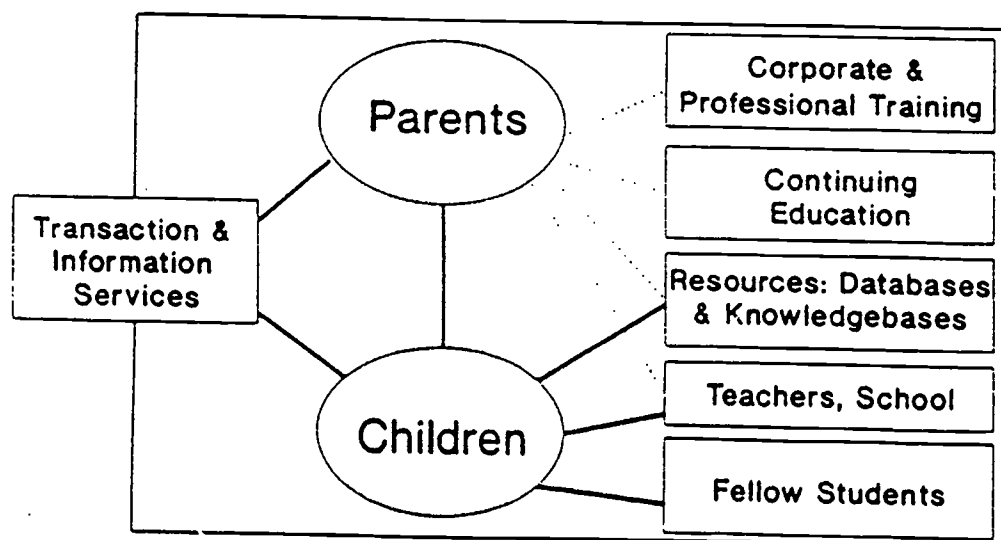 Parents
Children
Transaction &
Information
Services
Corporate &
Professional Training
Continuing
Education
Resources: Databases
& Knowledgebases
Teachers, School
Fellow Students